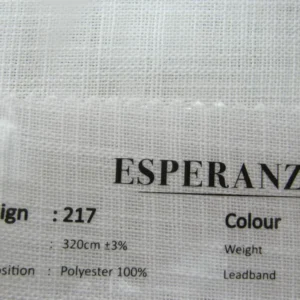 ESPERANZ
ign : 217 Colour
: 320cm ±3% Weight
osition : Polyester 100% Leadband